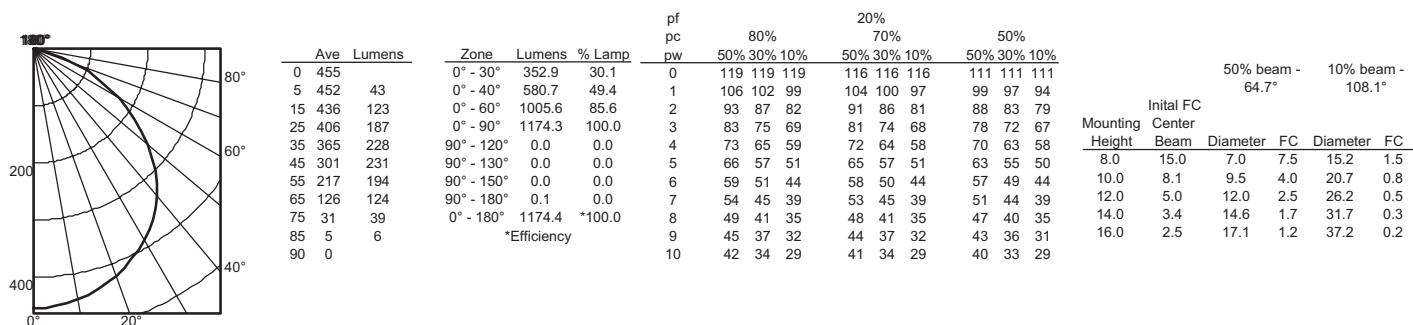 180°
80°
60°
200
400
40°
0°
20°
Ave Lumens
0 455
5 452 43
15 436 123
25 406 187
35 365 228
45 301 231
55 217 194
65 126 124
75 31 39
85 5 6
90 0
Zone Lumens % Lamp
0° - 30° 352.9 30.1
0° - 40° 580.7 49.4
0° - 60° 1005.6 85.6
0° - 90° 1174.3 100.0
90° - 120° 0.0 0.0
90° - 130° 0.0 0.0
90° - 150° 0.0 0.0
90° - 180° 0.1 0.0
0° - 180° 1174.4 *100.0
*Efficiency
pf 20%
pc 80% 70% 50%
pw 50% 30% 10% 50% 30% 10% 50% 30% 10%
0 119 119 119 116 116 116 111 111 111
1 106 102 99 104 100 97 99 97 94
2 93 87 82 91 86 81 88 83 79
3 83 75 69 81 74 68 78 72 67
4 73 65 59 72 64 58 70 63 58
5 66 57 51 65 57 51 63 55 50
6 59 51 44 58 50 44 57 49 44
7 54 45 39 53 45 39 51 44 39
8 49 41 35 48 41 35 47 40 35
9 45 37 32 44 37 32 43 36 31
10 42 34 29 41 34 29 40 33 29
50% beam - 10% beam -
64.7° 108.1°
Inital FC
Mounting Center
Height Beam Diameter FC Diameter FC
8.0 15.0 7.0 7.5 15.2 1.5
10.0 8.1 9.5 4.0 20.7 0.8
12.0 5.0 12.0 2.5 26.2 0.5
14.0 3.4 14.6 1.7 31.7 0.3
16.0 2.5 17.1 1.2 37.2 0.2